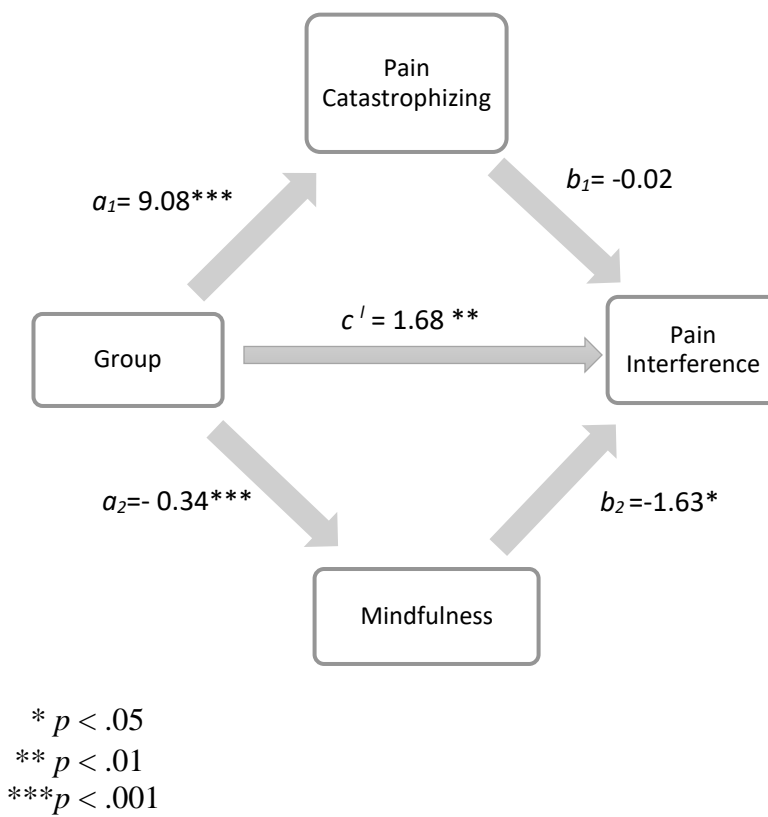 Pain
Catastrophizing
a1= 9.08***
b1= -0.02
c ' = 1.68 **
Group
Pain
Interference
a2=- 0.34***
b2 =-1.63*
Mindfulness
* p < .05
** p < .01
***p < .001